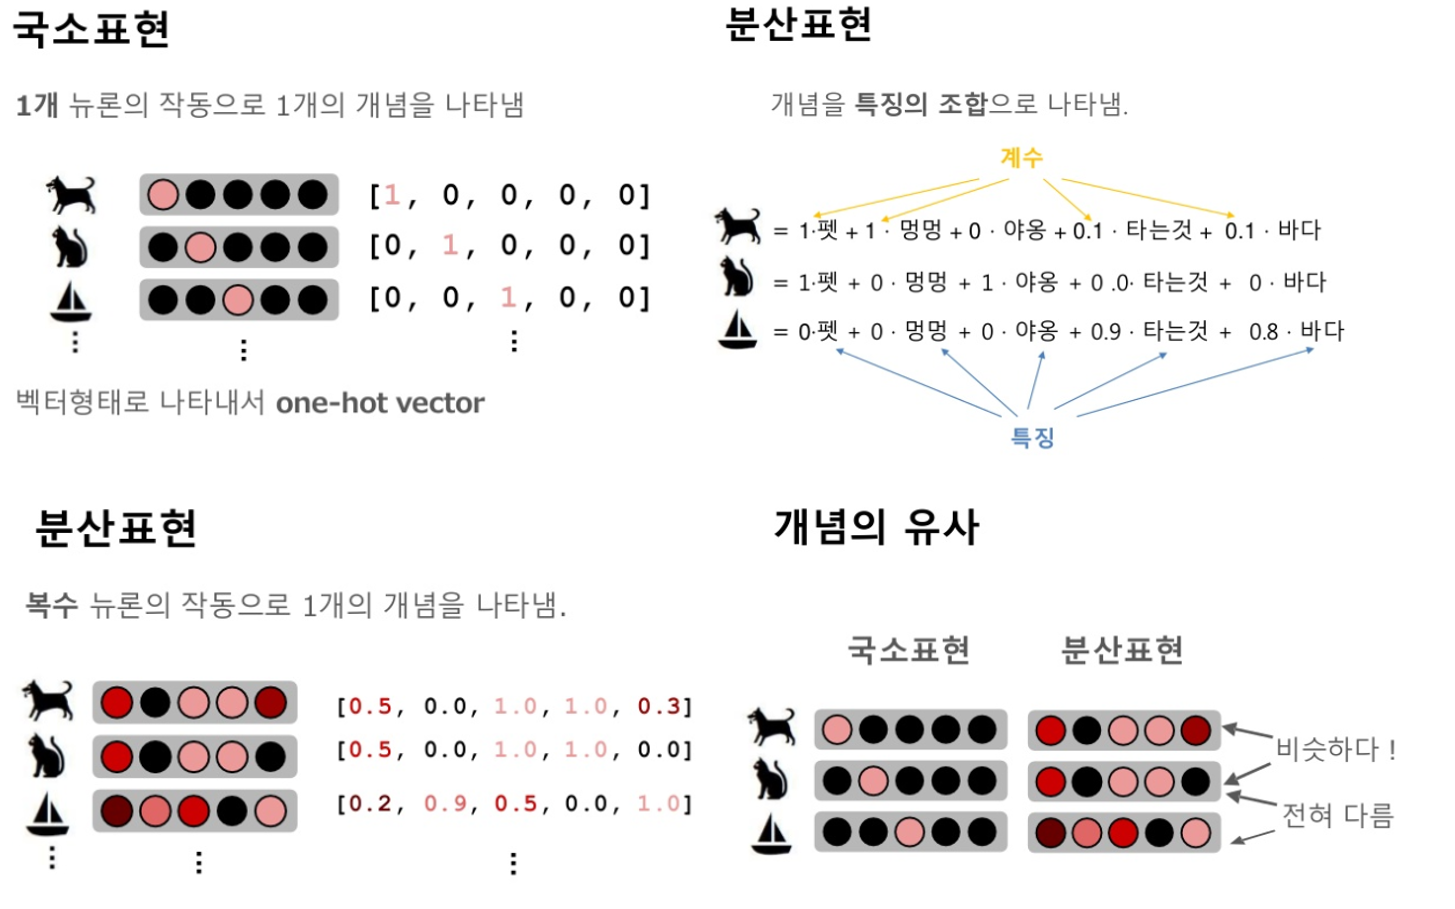 국소표현
1개 뉴론의 작동으로 1개의 개념을 나타냄
[1, 0, 0, 0, 0]
[0, 1, 0, 0, 0]
[0, 0, 1, 0, 0]
벡터형태로 나타내서 one-hot vector
분산표현
개념을 특징의 조합으로 나타냄.
계수
= 1·펫 + 1 · 멍멍 + 0 · 야옹 + 0.1 · 타는것 + 0.1 · 바다
= 1·펫 + 0 · 멍멍 + 1 · 야옹 + 0 .0· 타는것 + 0 · 바다
= 0·펫 + 0 · 멍멍 + 0 · 야옹 + 0.9 · 타는것 + 0.8 · 바다
특징
분산표현
복수 뉴론의 작동으로 1개의 개념을 나타냄.
[0.5, 0.0, 1.0, 1.0, 0.3]
[0.5, 0.0, 1.0, 1.0, 0.0]
[0.2, 0.9, 0.5, 0.0, 1.0]
개념의 유사
국소표현 분산표현
비슷하다 !
전혀 다름